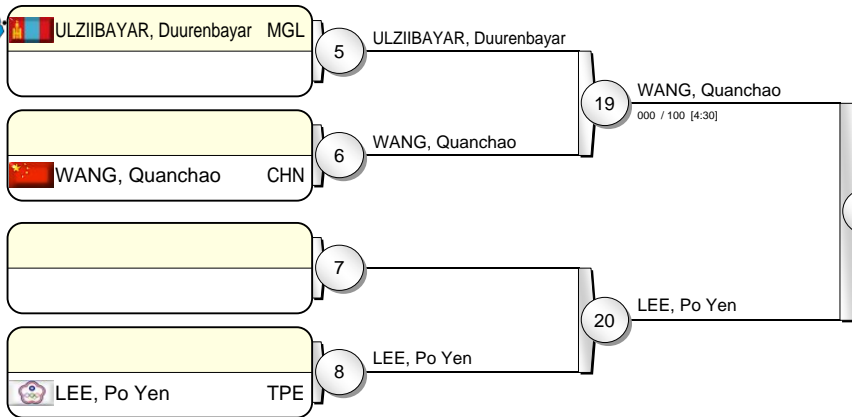 ULZIIBAYAR, Duurenbayar MGL
5
ULZIIBAYAR, Duurenbayar
19
WANG, Quanchao
000 / 100 [4:30]
6
WANG, Quanchao
WANG, Quanchao CHN
7
20
LEE, Po Yen
8
LEE, Po Yen
LEE, Po Yen TPE